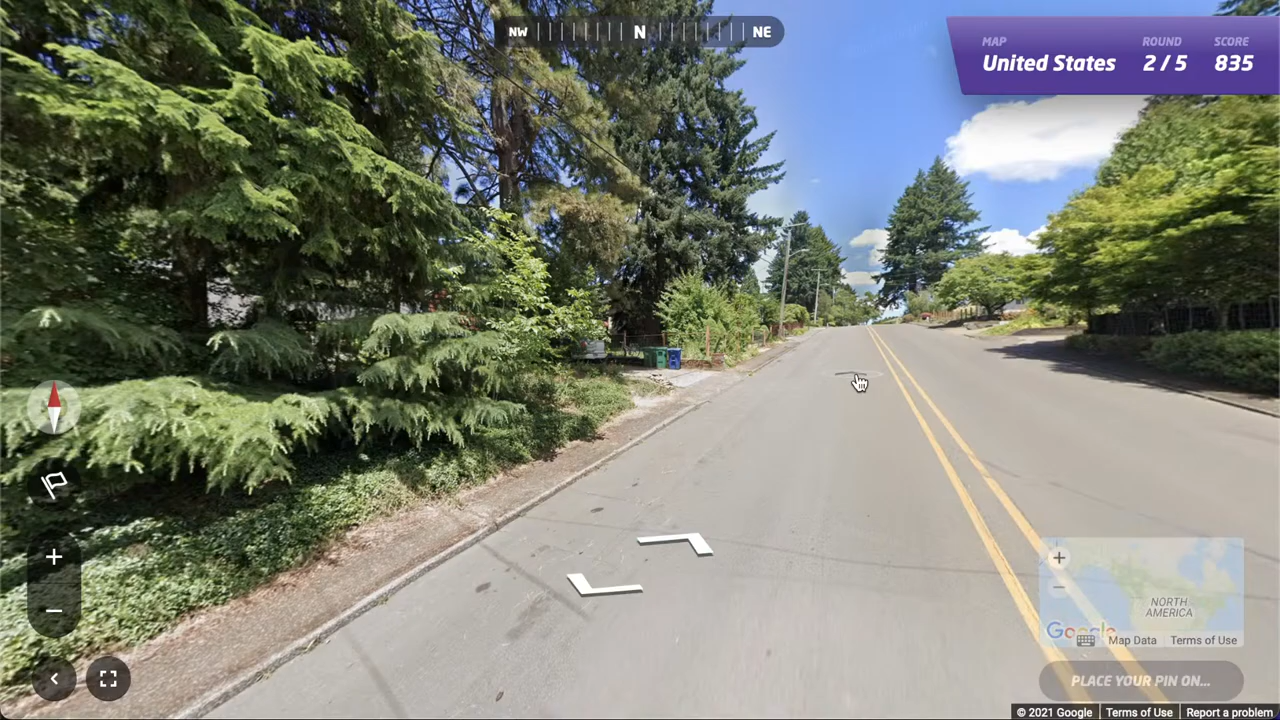 NW N NE
MAP ROUND SCORE
United States 2 / 5 835
NORTH
AMERICA
Google
Map Data Terms of Use
PLACE YOUR PIN ON...
© 2021 Google Terms of Use Report a problem